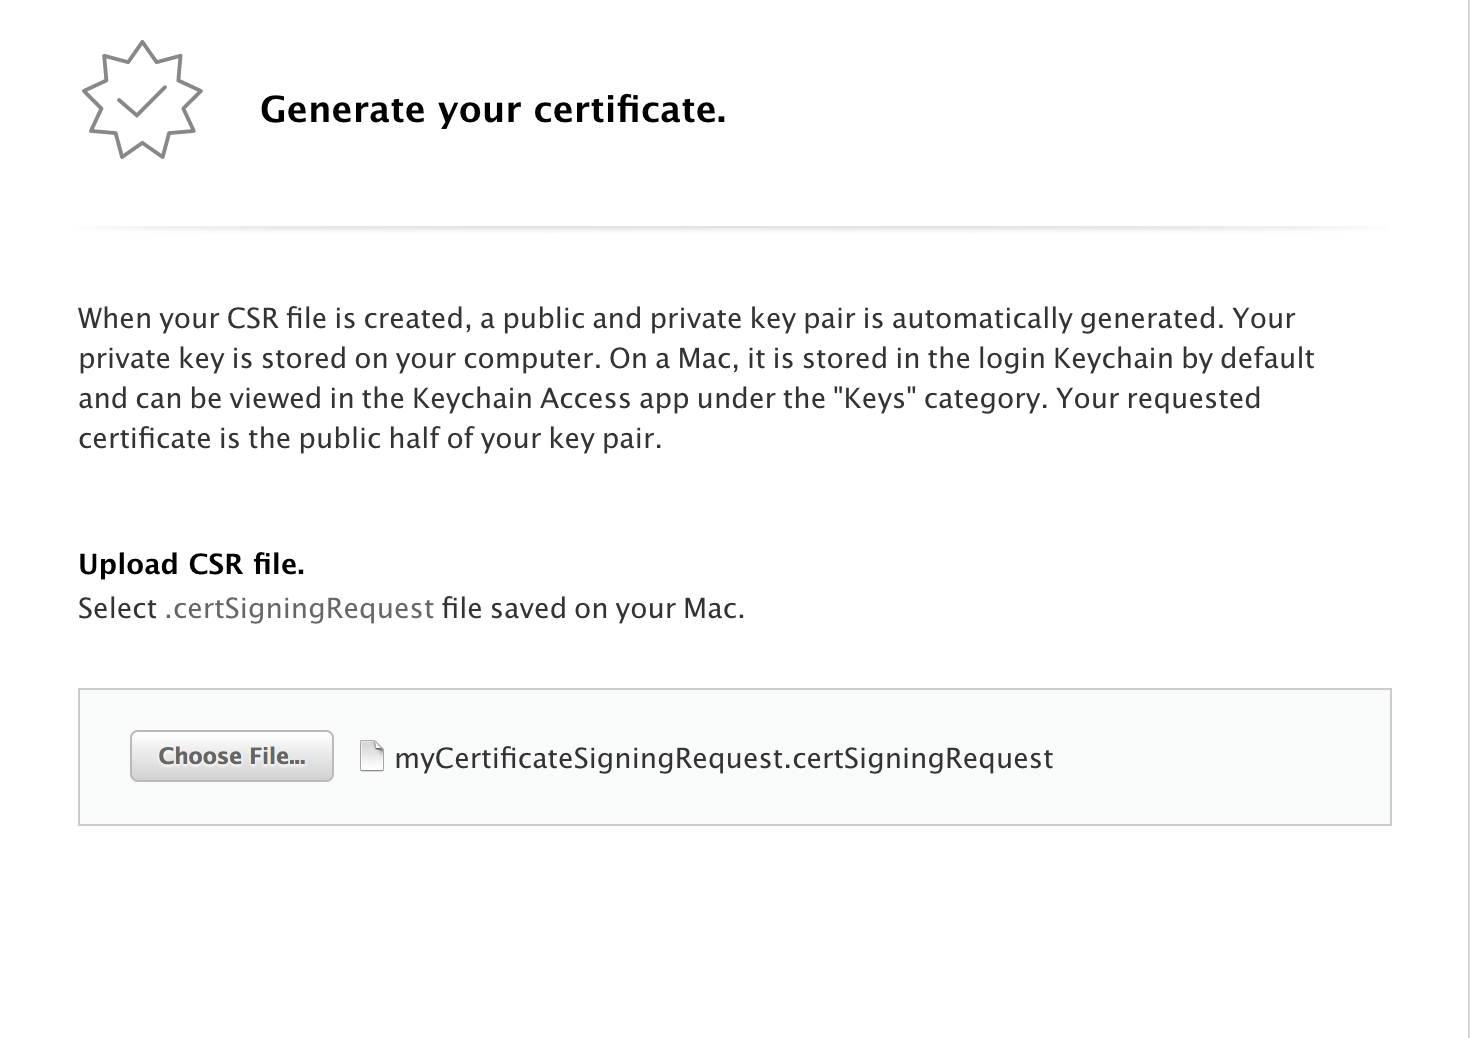 Generate your certificate.
When your CSR file is created, a public and private key pair is automatically generated. Your
private key is stored on your computer. On a Mac, it is stored in the login Keychain by default
and can be viewed in the Keychain Access app under the "Keys" category. Your requested
certificate is the public half of your key pair.
Upload CSR file.
Select .certSigningRequest file saved on your Mac.
Choose File... myCertificateSigningRequest.certSigningRequest